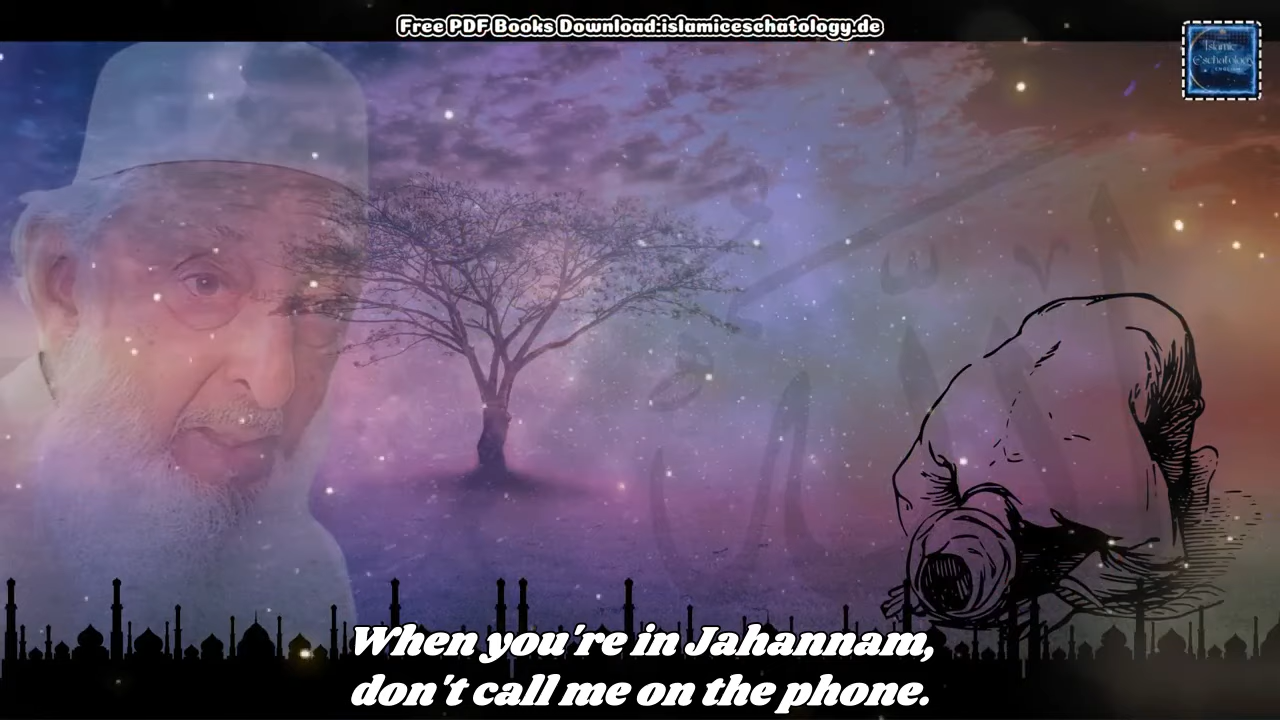 Free PDF Books Download:islamiceschatology.de
Islamic
Eschatology
ENGLISH
When you're in Jahannam,
don't call me on the phone.